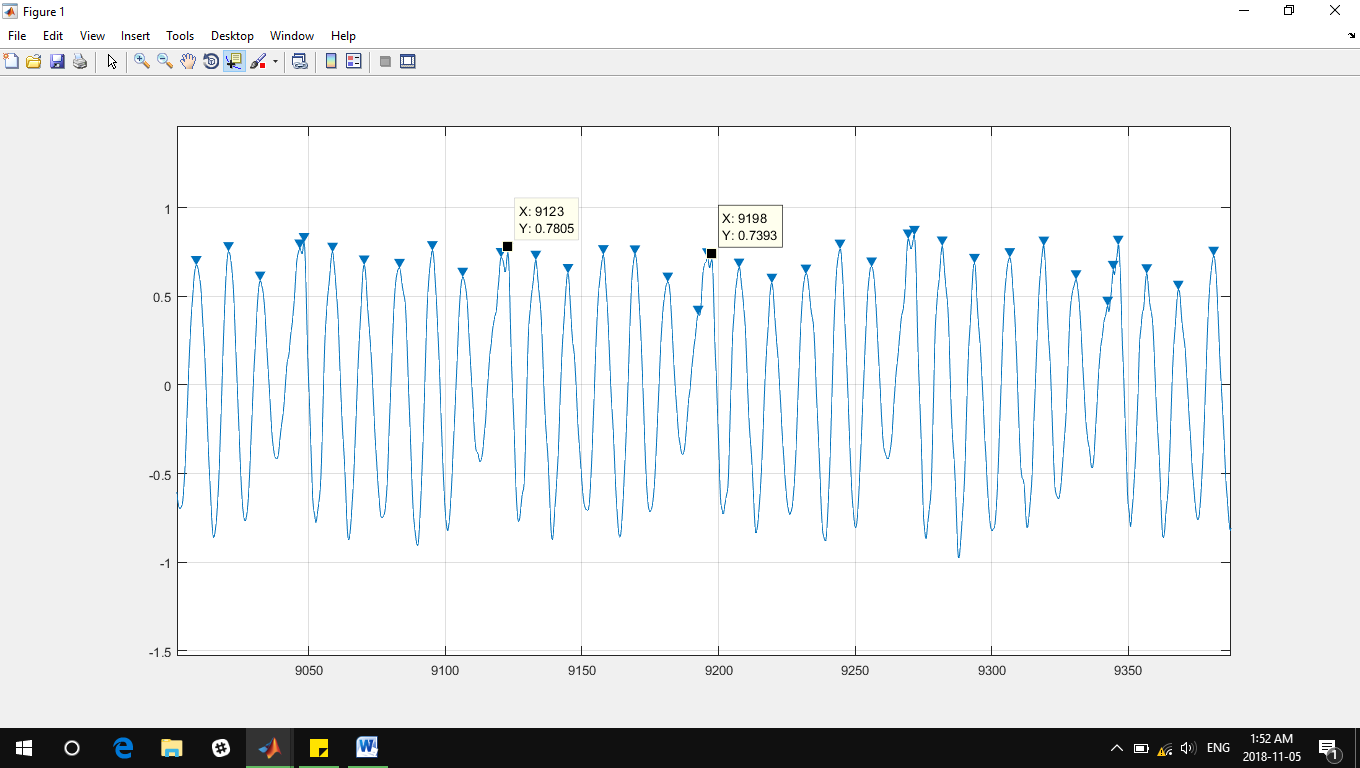 Figure 1
File Edit View Insert Tools Desktop Window Help
X: 9123
Y: 0.7805
X: 9198
Y: 0.7393
1
0.5
0
-0.5
-1
-1.5
9050 9100 9150 9200 9250 9300 9350
ENG
1:52 AM
2018-11-05
1